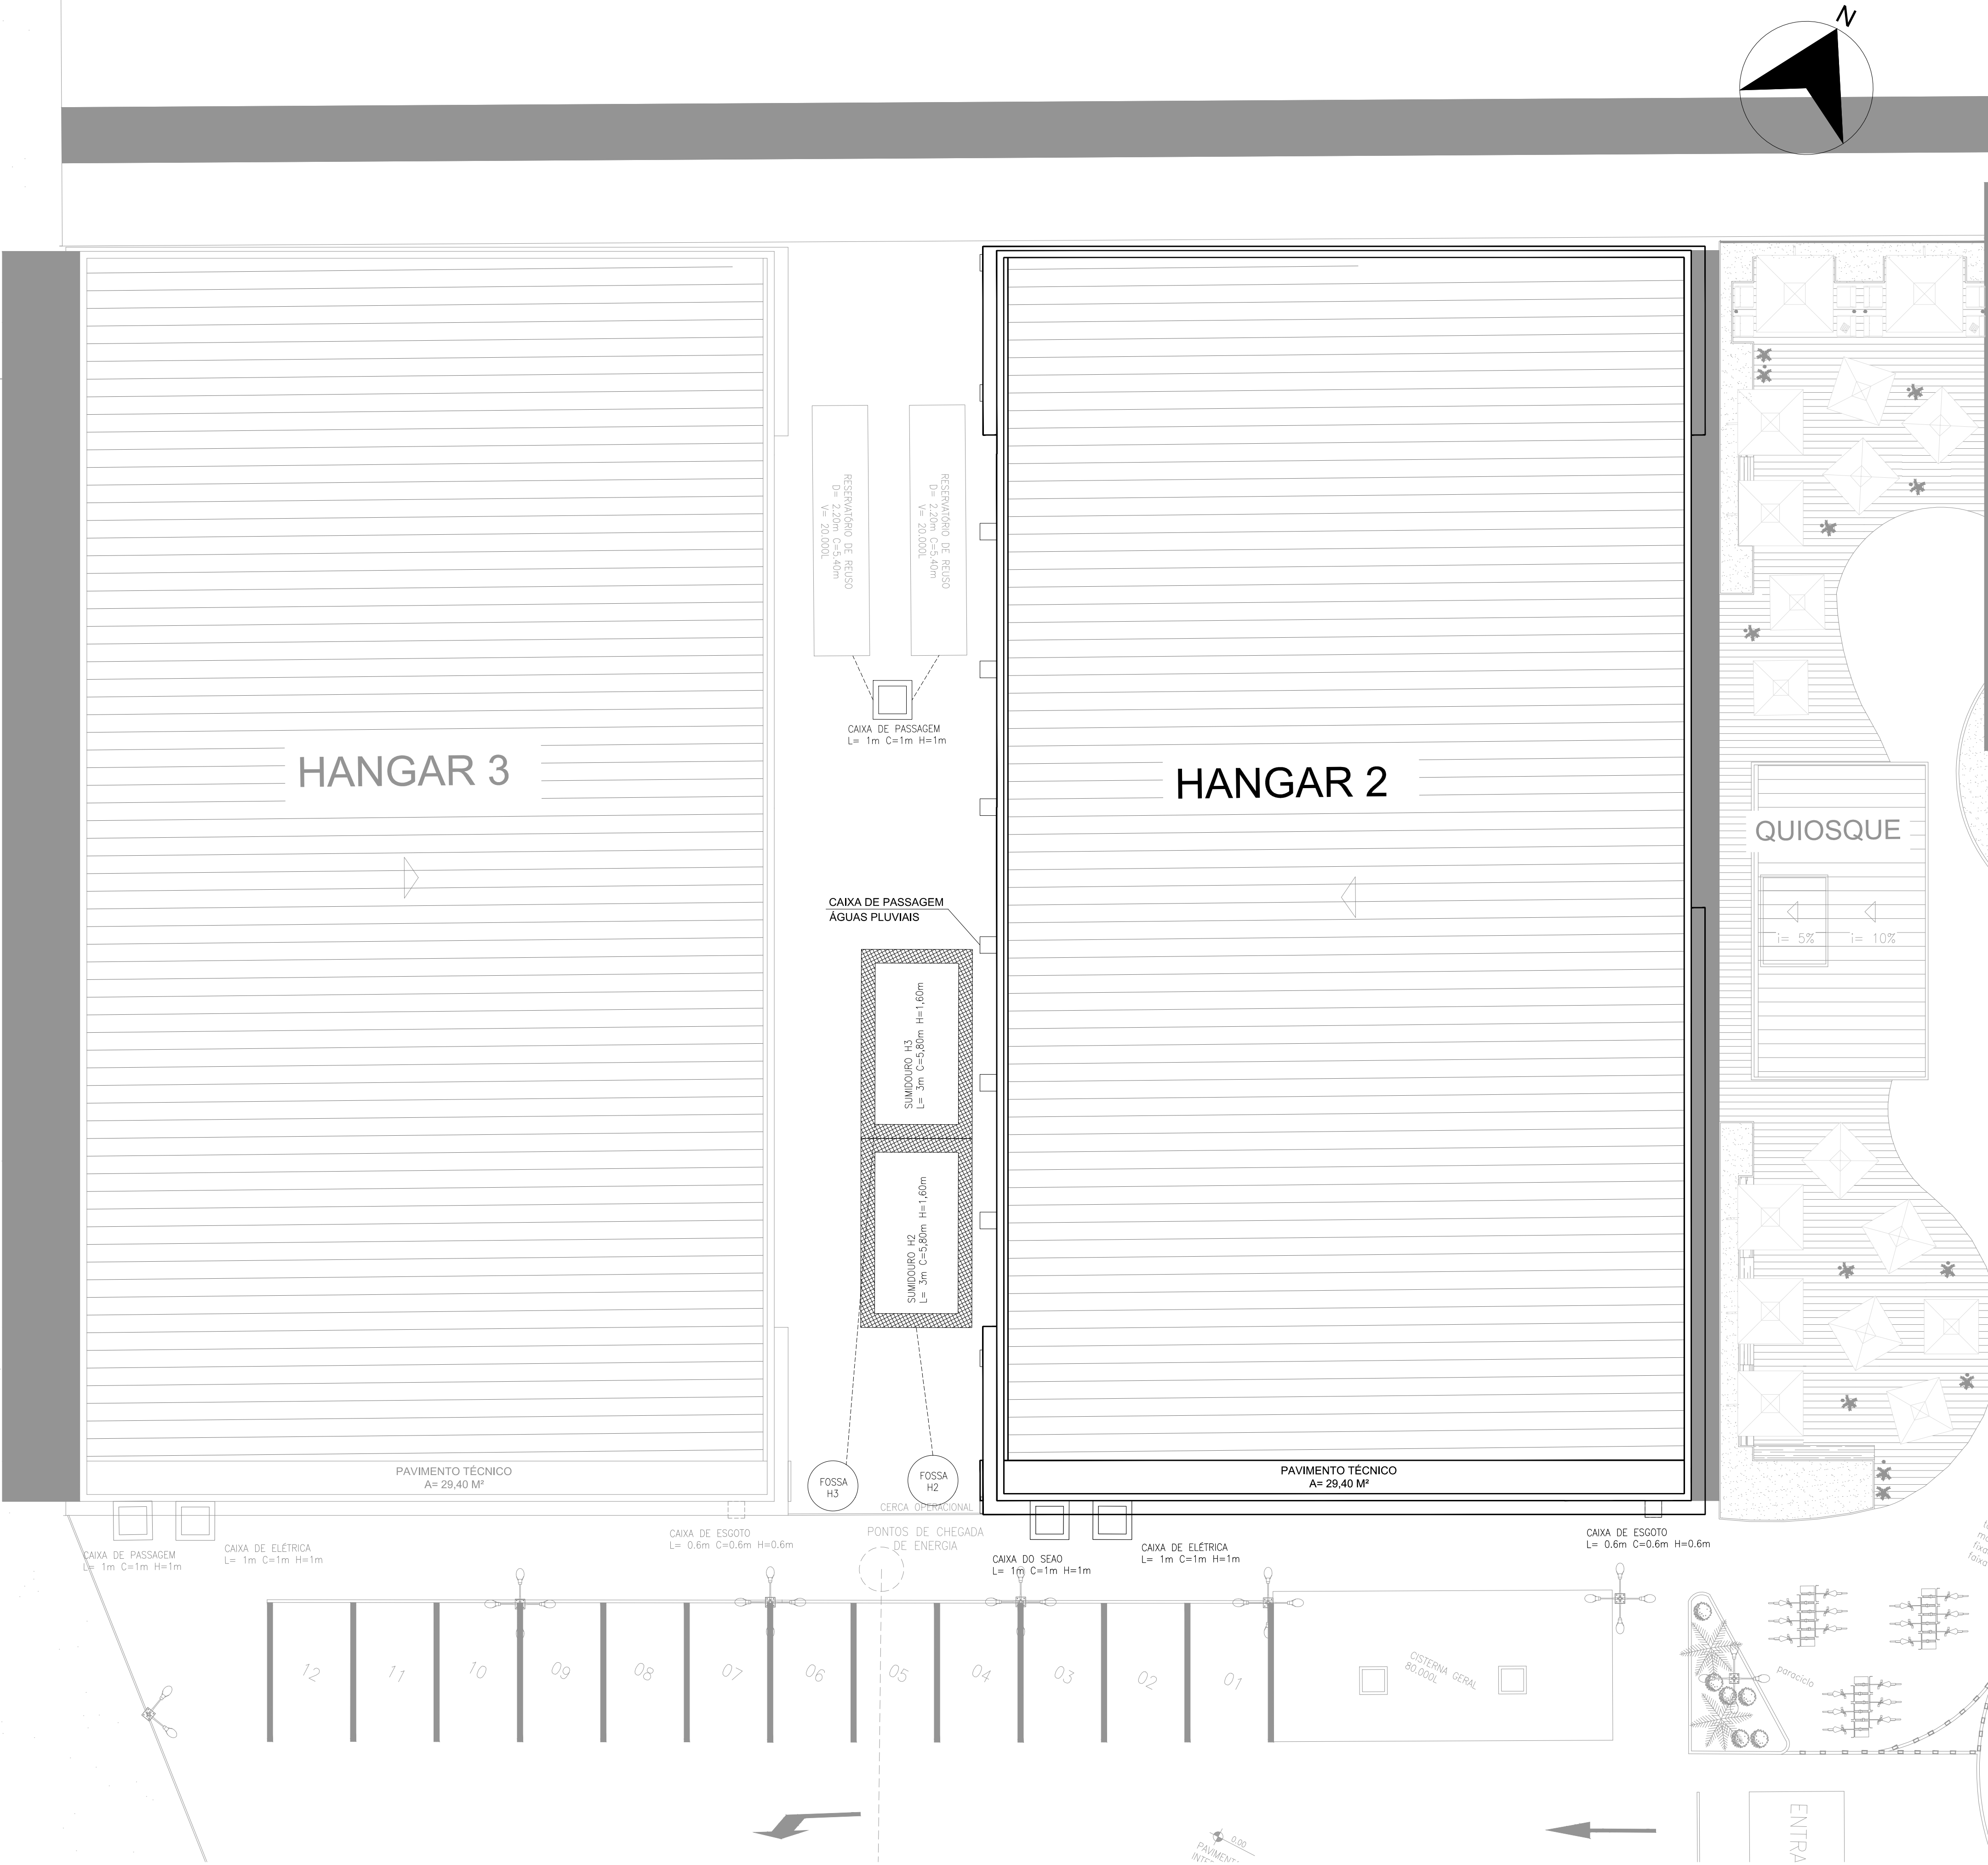 N
RESERVATÓRIO DE REUSO
D= 2.20m C=5.40m
V= 20.000L
RESERVATÓRIO DE REUSO
D= 2.20m C=5.40m
V= 20.000L
CAIXA DE PASSAGEM
L= 1m C=1m H=1m
HANGAR 3
HANGAR 2
QUIOSQUE
i= 5%
i= 10%
CAIXA DE PASSAGEM
ÁGUAS PLUVIAIS
SUMIDOURO H3
L= 3m C=5,80m H=1,60m
SUMIDOURO H2
L= 3m C=5,80m H=1,60m
PAVIMENTO TÉCNICO
A= 29,40 M²
FOSSA
H3
FOSSA
H2
PAVIMENTO TÉCNICO
A= 29,40 M²
CERCA OPERACIONAL
CAIXA DE PASSAGEM
L= 1m C=1m H=1m
CAIXA DE ELÉTRICA
L= 1m C=1m H=1m
CAIXA DE ESGOTO
L= 0.6m C=0.6m H=0.6m
PONTOS DE CHEGADA
DE ENERGIA
CAIXA DO SEAO
L= 1m C=1m H=1m
CAIXA DE ELÉTRICA
L= 1m C=1m H=1m
CAIXA DE ESGOTO
L= 0.6m C=0.6m H=0.6m
12
11
10
09
08
07
06
05
04
03
02
01
CISTERNA GERAL
80.000L
paraciclo
0.00
PAVIMENT
ENTRA